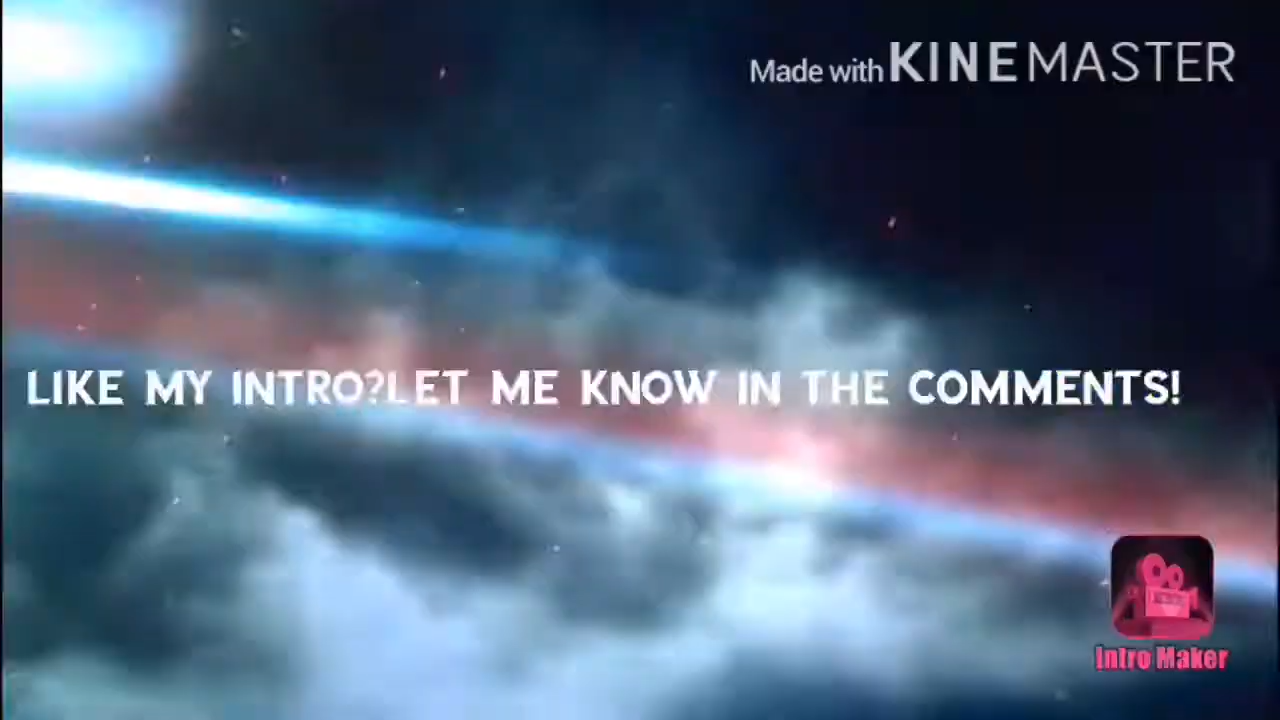 Made with KINEMASTER
LIKE MY INTRO?LET ME KNOW IN THE COMMENTS!
Intro Maker